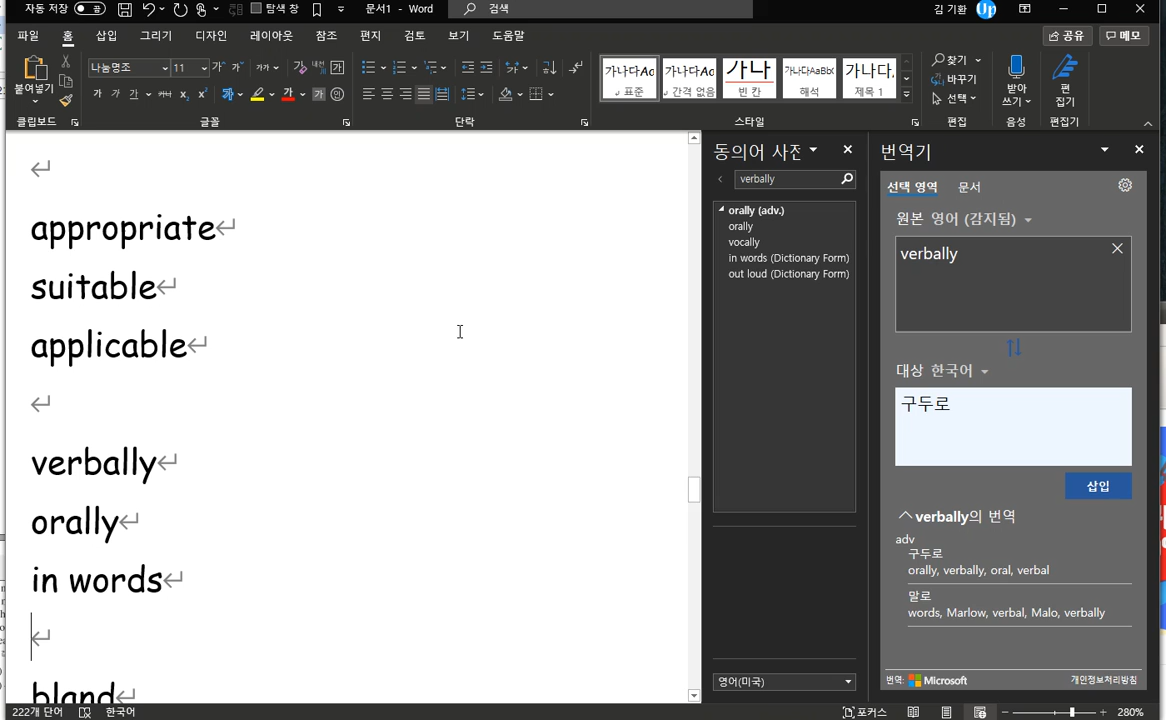 자동 저장
탐색 창
문서1 - Word
검색
김 기환
파일 홈 삽입 그리기 디자인 레이아웃 참조 편지 검토 보기 도움말
공유 메모
붙여넣기
나눔명조 11
가나다Aa 가나다Aa 가나 가나다AaBbC 가나다.
↲ 표준 ↲ 간격 없음 빈 칸 해석 제목 1
찾기
바꾸기
선택
받아
쓰기
편
집기
클립보드 글꼴 단락 스타일 편집 음성 편집기
appropriate
suitable
applicable
verbally
orally
in words
bland
동의어 사전
verbally
orally (adv.)
orally
vocally
in words (Dictionary Form)
out loud (Dictionary Form)
영어(미국)
번역기
선택 영역 문서
원본 영어 (감지됨)
verbally
대상 한국어
구두로
삽입
verbally의 번역
adv
구두로
orally, verbally, oral, verbal
말로
words, Marlow, verbal, Malo, verbally
번역: Microsoft 개인정보처리방침
222개 단어 한국어
포커스
280%